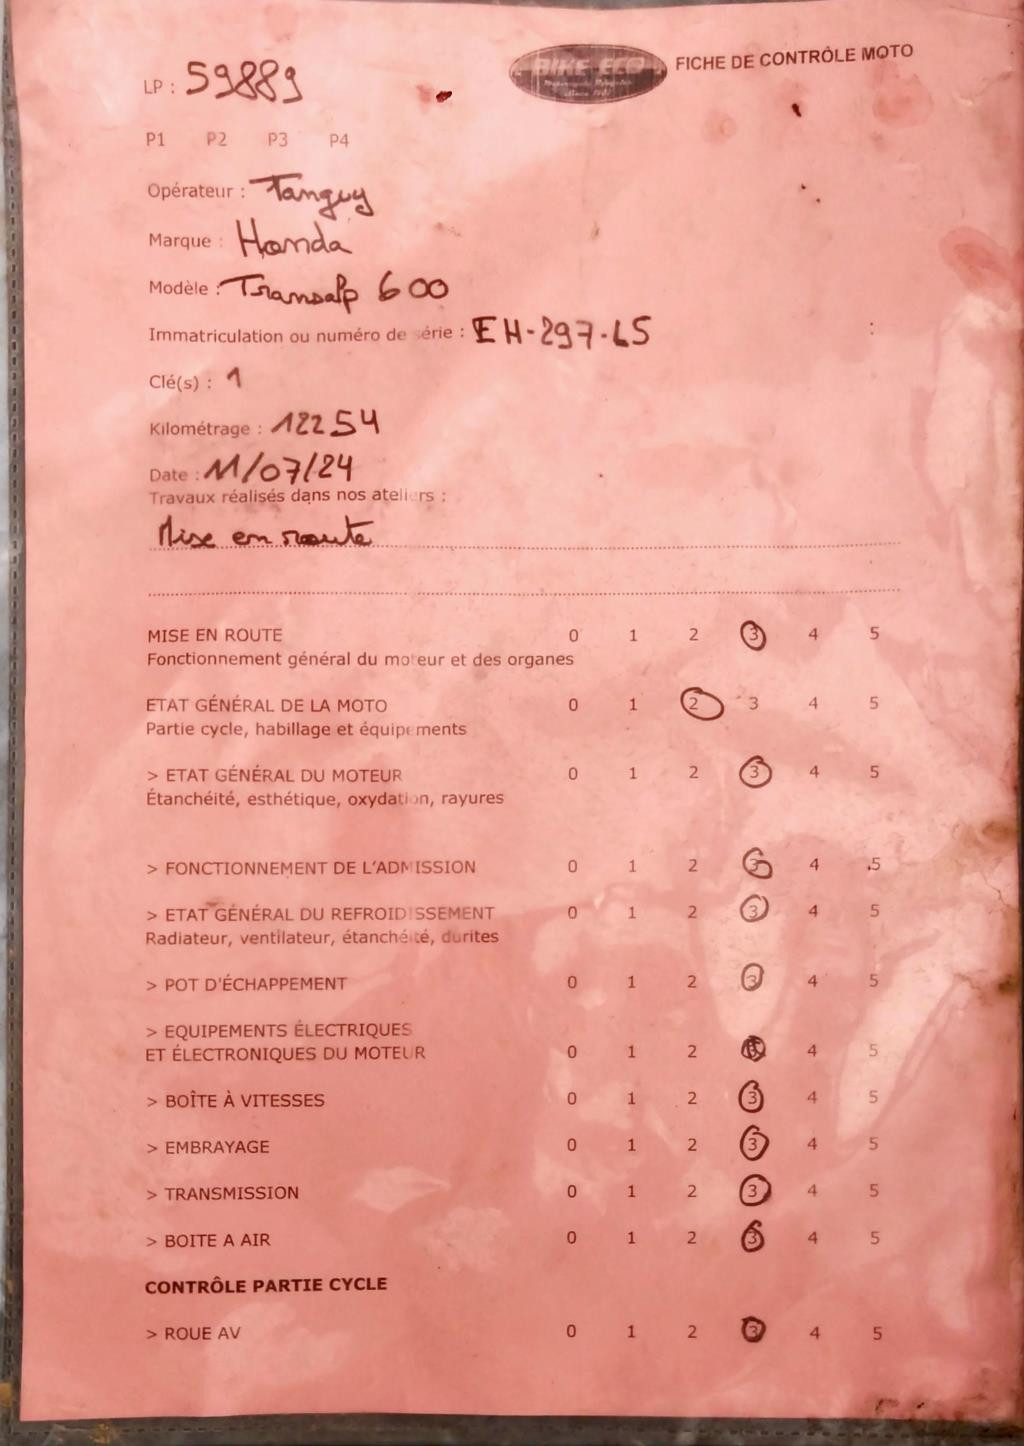 LP : 59889
BIKE ECO
FICHE DE CONTRÔLE MOTO
P1 P2 P3 P4
Opérateur : Tanguy
Marque : Honda
Modèle : Transalp 600
Immatriculation ou numéro de série : EH-297-LS
Clé(s) : 1
Kilométrage : 12254
Date : 11/07/24
Travaux réalisés dans nos ateliers :
Mise en route
MISE EN ROUTE 0 1 2 3 4 5
Fonctionnement général du moteur et des organes
ETAT GÉNÉRAL DE LA MOTO 0 1 2 3 4 5
Partie cycle, habillage et équipements
> ETAT GÉNÉRAL DU MOTEUR 0 1 2 3 4 5
Étanchéité, esthétique, oxydation, rayures
> FONCTIONNEMENT DE L'ADMISSION 0 1 2 3 4 5
> ETAT GÉNÉRAL DU REFROIDISSEMENT 0 1 2 3 4 5
Radiateur, ventilateur, étanchéité, durites
> POT D'ÉCHAPPEMENT 0 1 2 3 4 5
> EQUIPEMENTS ÉLECTRIQUES
ET ÉLECTRONIQUES DU MOTEUR 0 1 2 3 4 5
> BOÎTE À VITESSES 0 1 2 3 4 5
> EMBRAYAGE 0 1 2 3 4 5
> TRANSMISSION 0 1 2 3 4 5
> BOITE A AIR 0 1 2 3 4 5
CONTRÔLE PARTIE CYCLE
> ROUE AV 0 1 2 3 4 5